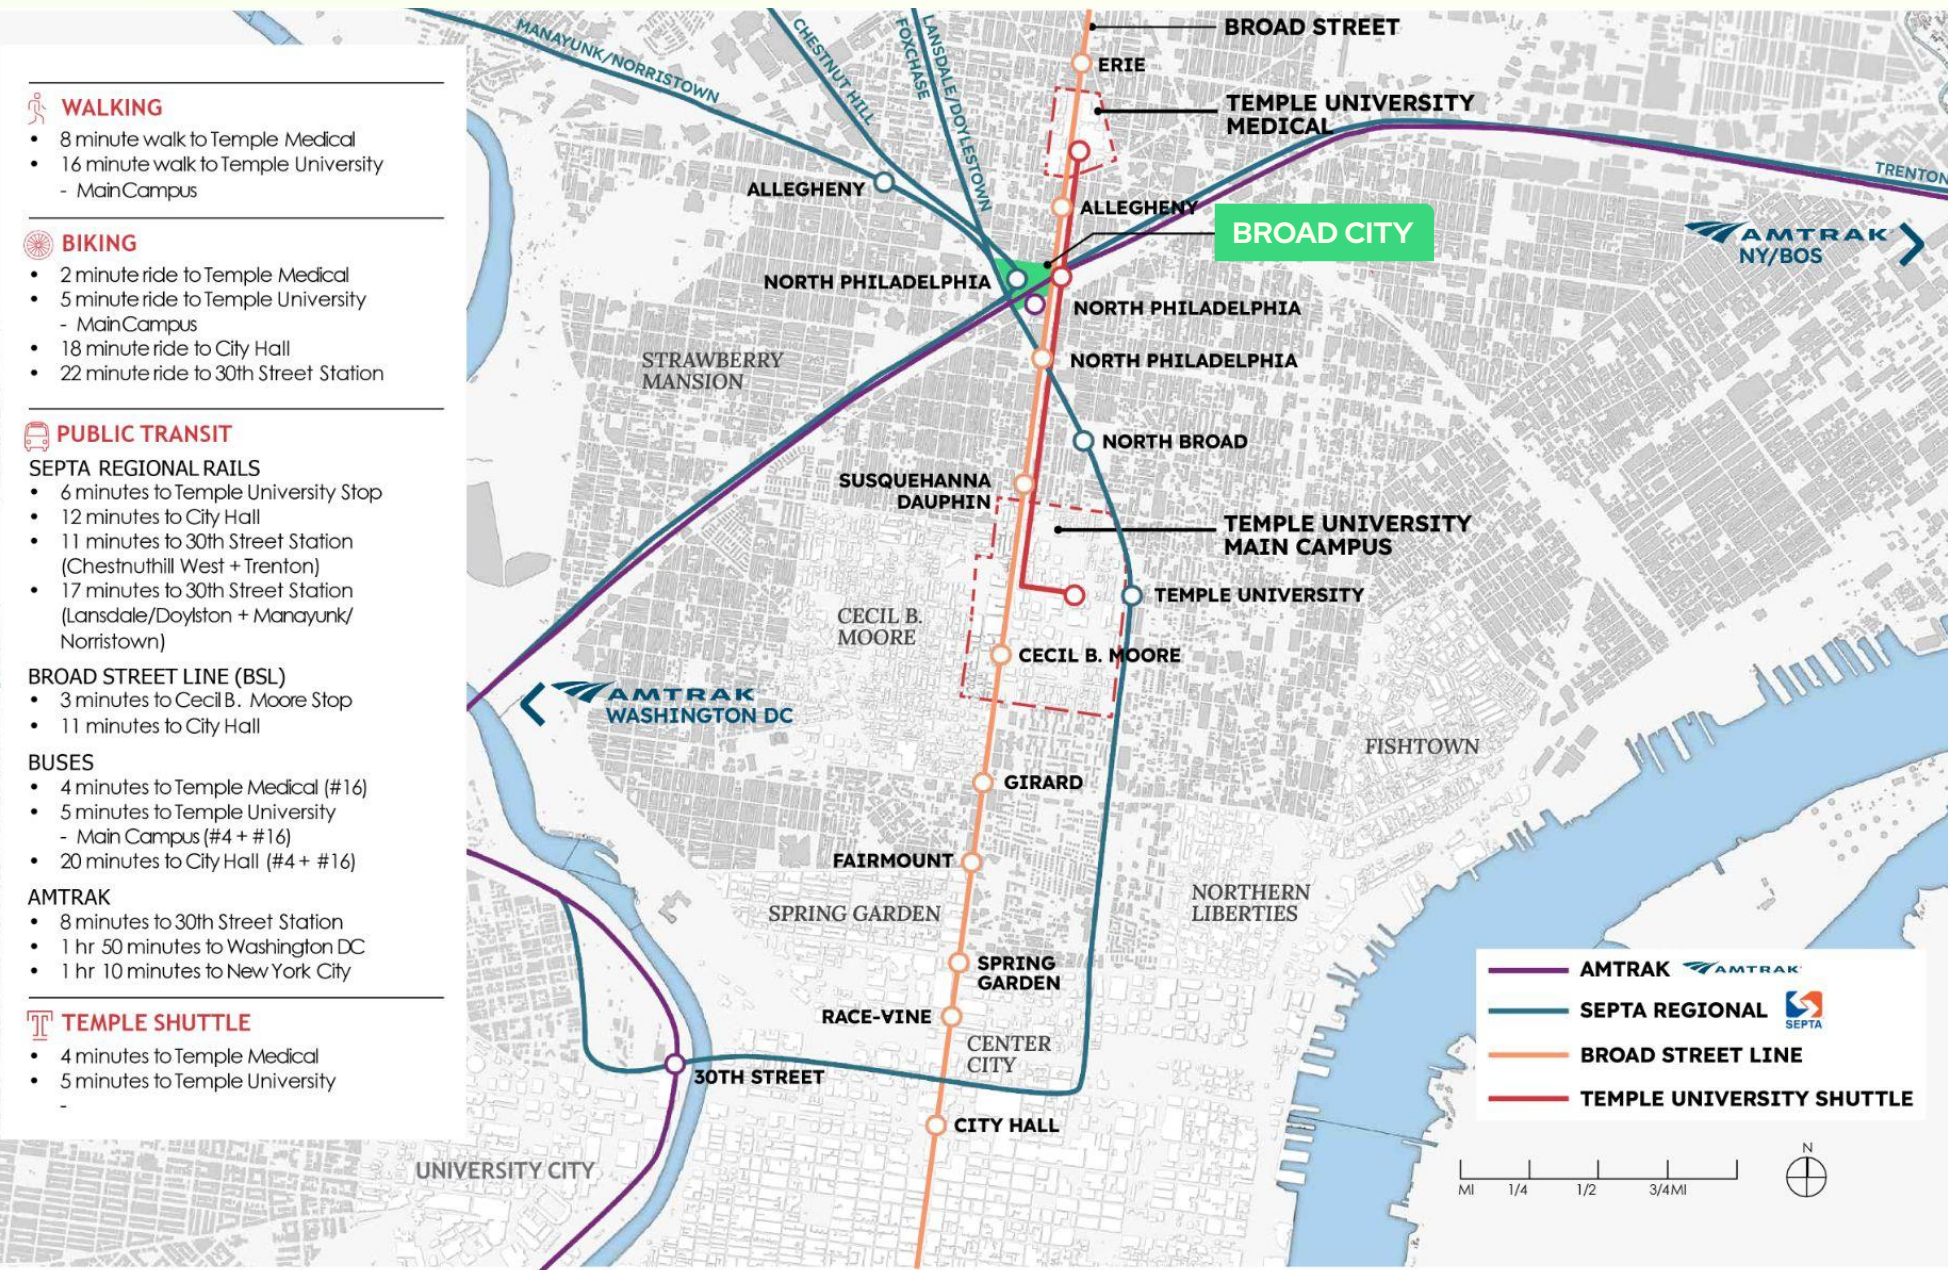 WALKING
• 8 minute walk to Temple Medical
• 16 minute walk to Temple University
- Main Campus
BIKING
• 2 minute ride to Temple Medical
• 5 minute ride to Temple University
- Main Campus
• 18 minute ride to City Hall
• 22 minute ride to 30th Street Station
PUBLIC TRANSIT
SEPTA REGIONAL RAILS
• 6 minutes to Temple University Stop
• 12 minutes to City Hall
• 11 minutes to 30th Street Station
(Chestnuthill West + Trenton)
• 17 minutes to 30th Street Station
(Lansdale/Doylston + Manayunk/
Norristown)
BROAD STREET LINE (BSL)
• 3 minutes to Cecil B. Moore Stop
• 11 minutes to City Hall
BUSES
• 4 minutes to Temple Medical (#16)
• 5 minutes to Temple University
- Main Campus (#4 + #16)
• 20 minutes to City Hall (#4 + #16)
AMTRAK
• 8 minutes to 30th Street Station
• 1 hr 50 minutes to Washington DC
• 1 hr 10 minutes to New York City
T TEMPLE SHUTTLE
• 4 minutes to Temple Medical
• 5 minutes to Temple University
-
MANAYUNK/NORRISTOWN
CHESTNUT HILL
FOXCHASE
LANSDALE/DOYLESTOWN
BROAD STREET
ERIE
TEMPLE UNIVERSITY
MEDICAL
TRENTON
ALLEGHENY
ALLEGHENY
BROAD CITY
AMTRAK
NY/BOS
NORTH PHILADELPHIA
NORTH PHILADELPHIA
STRAWBERRY
MANSION
NORTH PHILADELPHIA
NORTH BROAD
SUSQUEHANNA
DAUPHIN
TEMPLE UNIVERSITY
MAIN CAMPUS
TEMPLE UNIVERSITY
CECIL B.
MOORE
CECIL B. MOORE
AMTRAK
WASHINGTON DC
FISHTOWN
GIRARD
FAIRMOUNT
SPRING GARDEN
NORTHERN
LIBERTIES
SPRING
GARDEN
RACE-VINE
CENTER
CITY
30TH STREET
CITY HALL
UNIVERSITY CITY
AMTRAK AMTRAK
SEPTA REGIONAL SEPTA
BROAD STREET LINE
TEMPLE UNIVERSITY SHUTTLE
MI 1/4 1/2 3/4MI
N